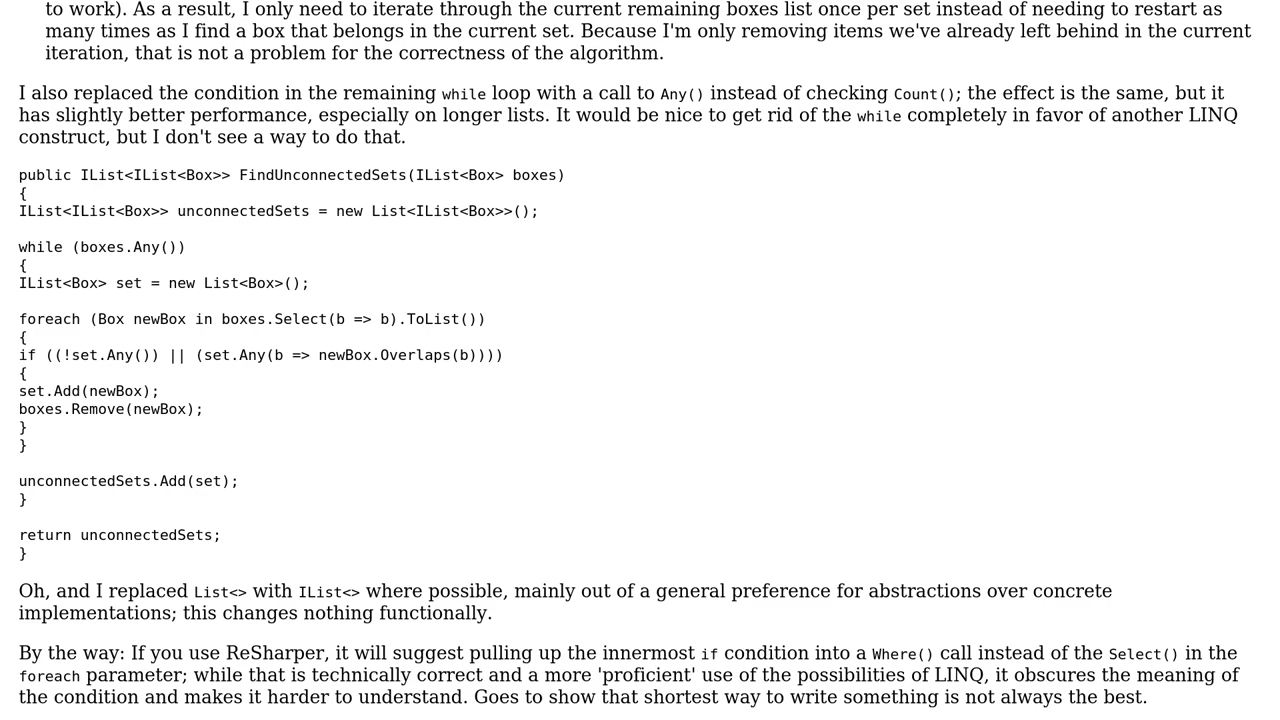 to work). As a result, I only need to iterate through the current remaining boxes list once per set instead of needing to restart as
many times as I find a box that belongs in the current set. Because I'm only removing items we've already left behind in the current
iteration, that is not a problem for the correctness of the algorithm.
I also replaced the condition in the remaining while loop with a call to Any() instead of checking Count(); the effect is the same, but it
has slightly better performance, especially on longer lists. It would be nice to get rid of the while completely in favor of another LINQ
construct, but I don't see a way to do that.
public IList<IList<Box>> FindUnconnectedSets(IList<Box> boxes)
{
IList<IList<Box>> unconnectedSets = new List<IList<Box>>();
while (boxes.Any())
{
IList<Box> set = new List<Box>();
foreach (Box newBox in boxes.Select(b => b).ToList())
{
if ((!set.Any()) || (set.Any(b => newBox.Overlaps(b))))
{
set.Add(newBox);
boxes.Remove(newBox);
}
}
unconnectedSets.Add(set);
}
return unconnectedSets;
}
Oh, and I replaced List<> with IList<> where possible, mainly out of a general preference for abstractions over concrete
implementations; this changes nothing functionally.
By the way: If you use ReSharper, it will suggest pulling up the innermost if condition into a Where() call instead of the Select() in the
foreach parameter; while that is technically correct and a more 'proficient' use of the possibilities of LINQ, it obscures the meaning of
the condition and makes it harder to understand. Goes to show that shortest way to write something is not always the best.